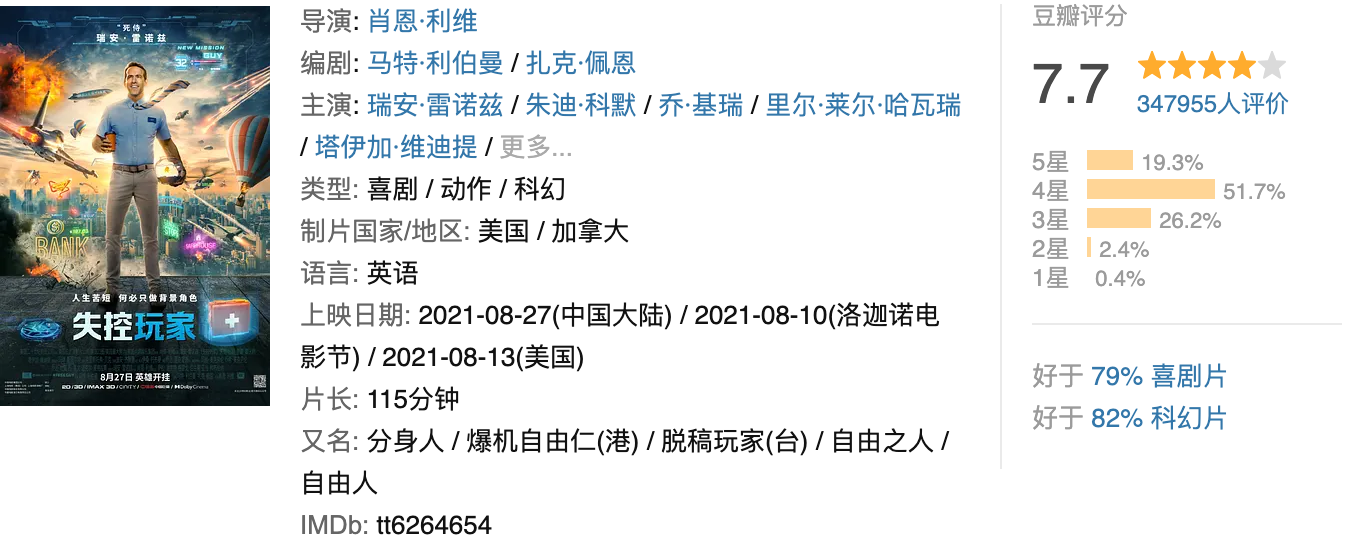 “死侍”
瑞安·雷诺兹
NEW MISSION
GUY
32
BANK
人生苦短 何必只做背景角色
失控玩家
8月27日 英雄开挂
导演: 肖恩·利维
编剧: 马特·利伯曼 / 扎克·佩恩
主演: 瑞安·雷诺兹 / 朱迪·科默 / 乔·基瑞 / 里尔·莱尔·哈瓦瑞
/ 塔伊加·维迪提 / 更多...
类型: 喜剧 / 动作 / 科幻
制片国家/地区: 美国 / 加拿大
语言: 英语
上映日期: 2021-08-27(中国大陆) / 2021-08-10(洛迦诺电
影节) / 2021-08-13(美国)
片长: 115分钟
又名: 分身人 / 爆机自由仁(港) / 脱稿玩家(台) / 自由之人 /
自由人
IMDb: tt6264654
豆瓣评分
7.7
347955人评价
5星 19.3%
4星 51.7%
3星 26.2%
2星 2.4%
1星 0.4%
好于 79% 喜剧片
好于 82% 科幻片